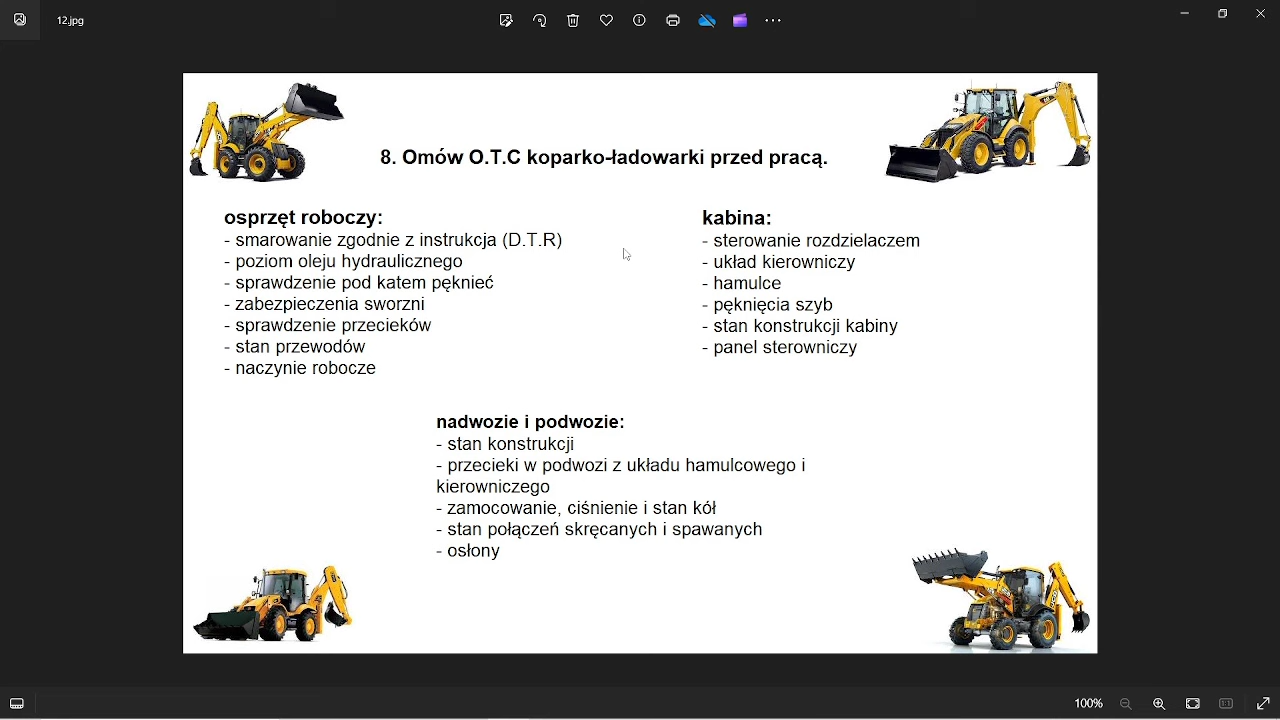 12.jpg
8. Omów O.T.C koparko-ładowarki przed pracą.
osprzęt roboczy:
- smarowanie zgodnie z instrukcja (D.T.R)
- poziom oleju hydraulicznego
- sprawdzenie pod katem pęknieć
- zabezpieczenia sworzni
- sprawdzenie przecieków
- stan przewodów
- naczynie robocze
kabina:
- sterowanie rozdzielaczem
- układ kierowniczy
- hamulce
- pęknięcia szyb
- stan konstrukcji kabiny
- panel sterowniczy
nadwozie i podwozie:
- stan konstrukcji
- przecieki w podwozi z układu hamulcowego i
kierowniczego
- zamocowanie, ciśnienie i stan kół
- stan połączeń skręcanych i spawanych
- osłony
100%